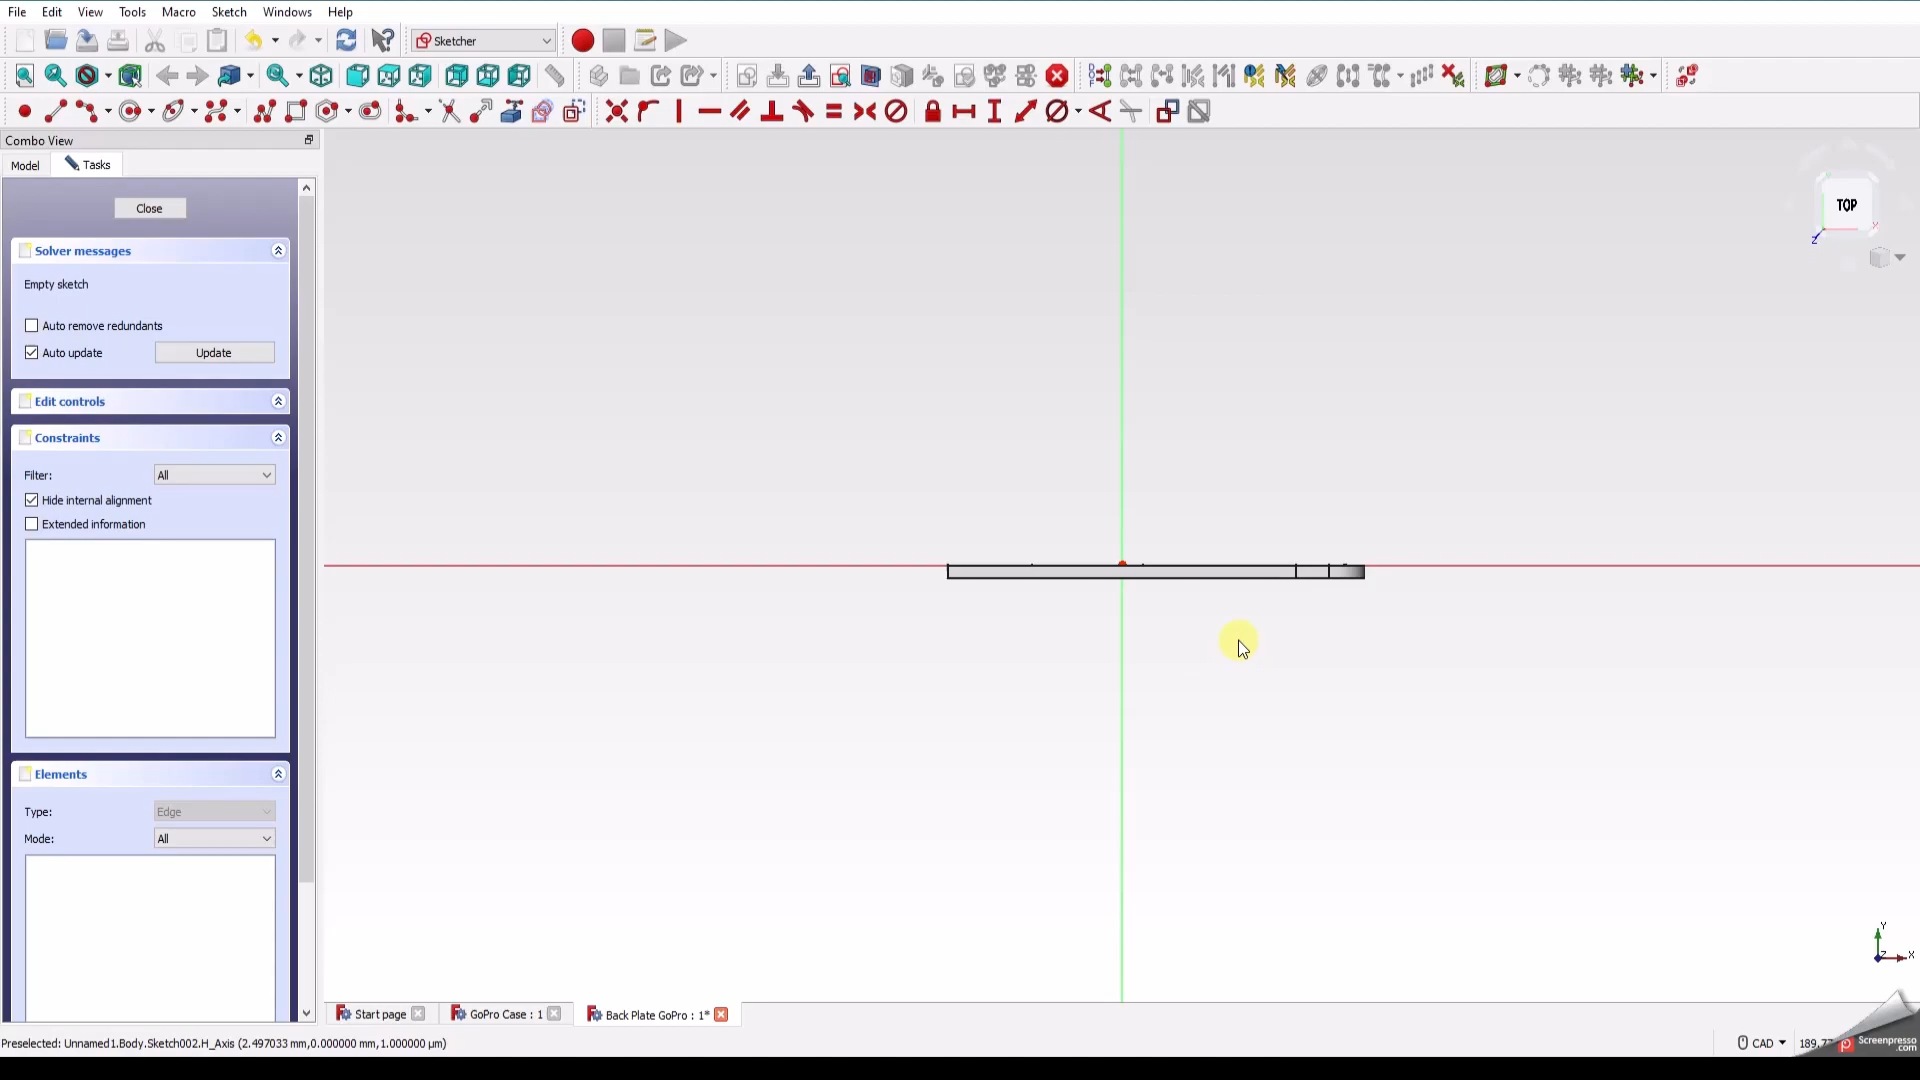 File Edit View Tools Macro Sketch Windows Help
Sketcher
Combo View
Model Tasks
Close
Solver messages
Empty sketch
Auto remove redundants
Auto update Update
Edit controls
Constraints
Filter: All
Hide internal alignment
Extended information
Elements
Type: Edge
Mode: All
TOP
X
Z
Y
Z
X
Start page GoPro Case : 1 Back Plate GoPro : 1*
Preselected: Unnamed1.Body.Sketch002.H_Axis (2.497033 mm,0.000000 mm,1.000000 µm)
CAD
Screenpresso
.com